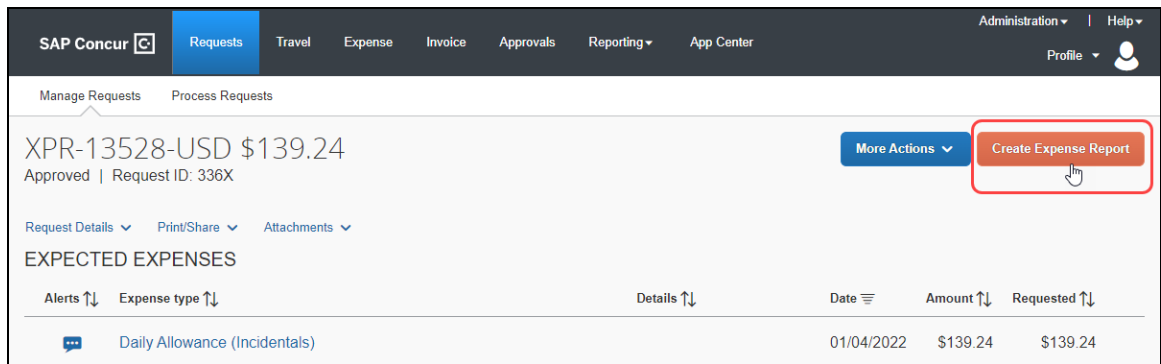 Administration | Help
SAP Concur C Requests Travel Expense Invoice Approvals Reporting App Center
Profile
Manage Requests Process Requests
XPR-13528-USD $139.24
More Actions Create Expense Report
Approved | Request ID: 336X
Request Details Print/Share Attachments
EXPECTED EXPENSES
Alerts Expense type Details Date Amount Requested
Daily Allowance (Incidentals) 01/04/2022 $139.24 $139.24